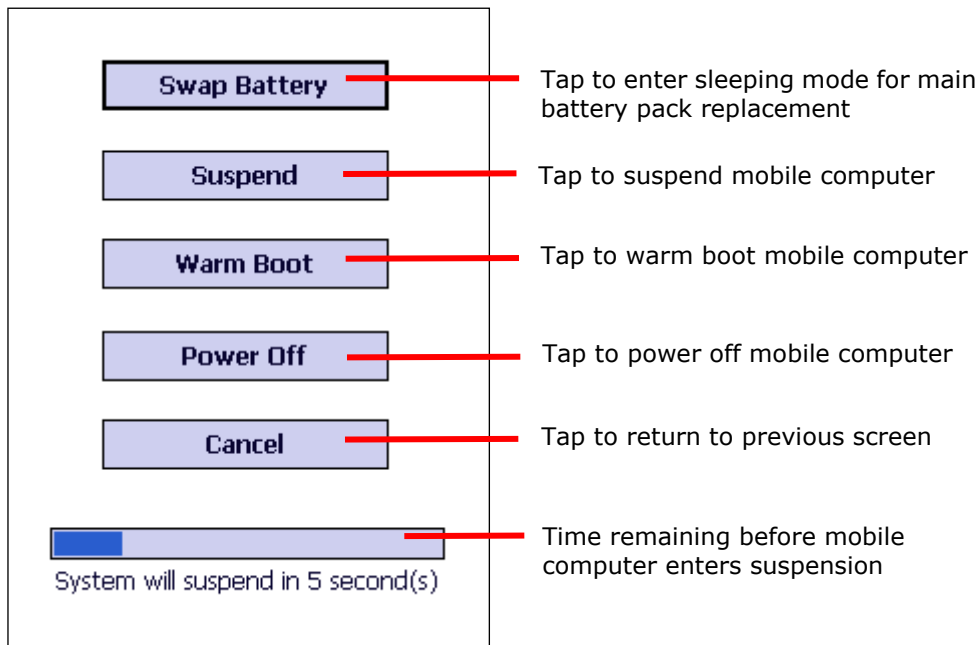 Swap Battery
Tap to enter sleeping mode for main
battery pack replacement
Suspend
Tap to suspend mobile computer
Warm Boot
Tap to warm boot mobile computer
Power Off
Tap to power off mobile computer
Cancel
Tap to return to previous screen
Time remaining before mobile
computer enters suspension
System will suspend in 5 second(s)